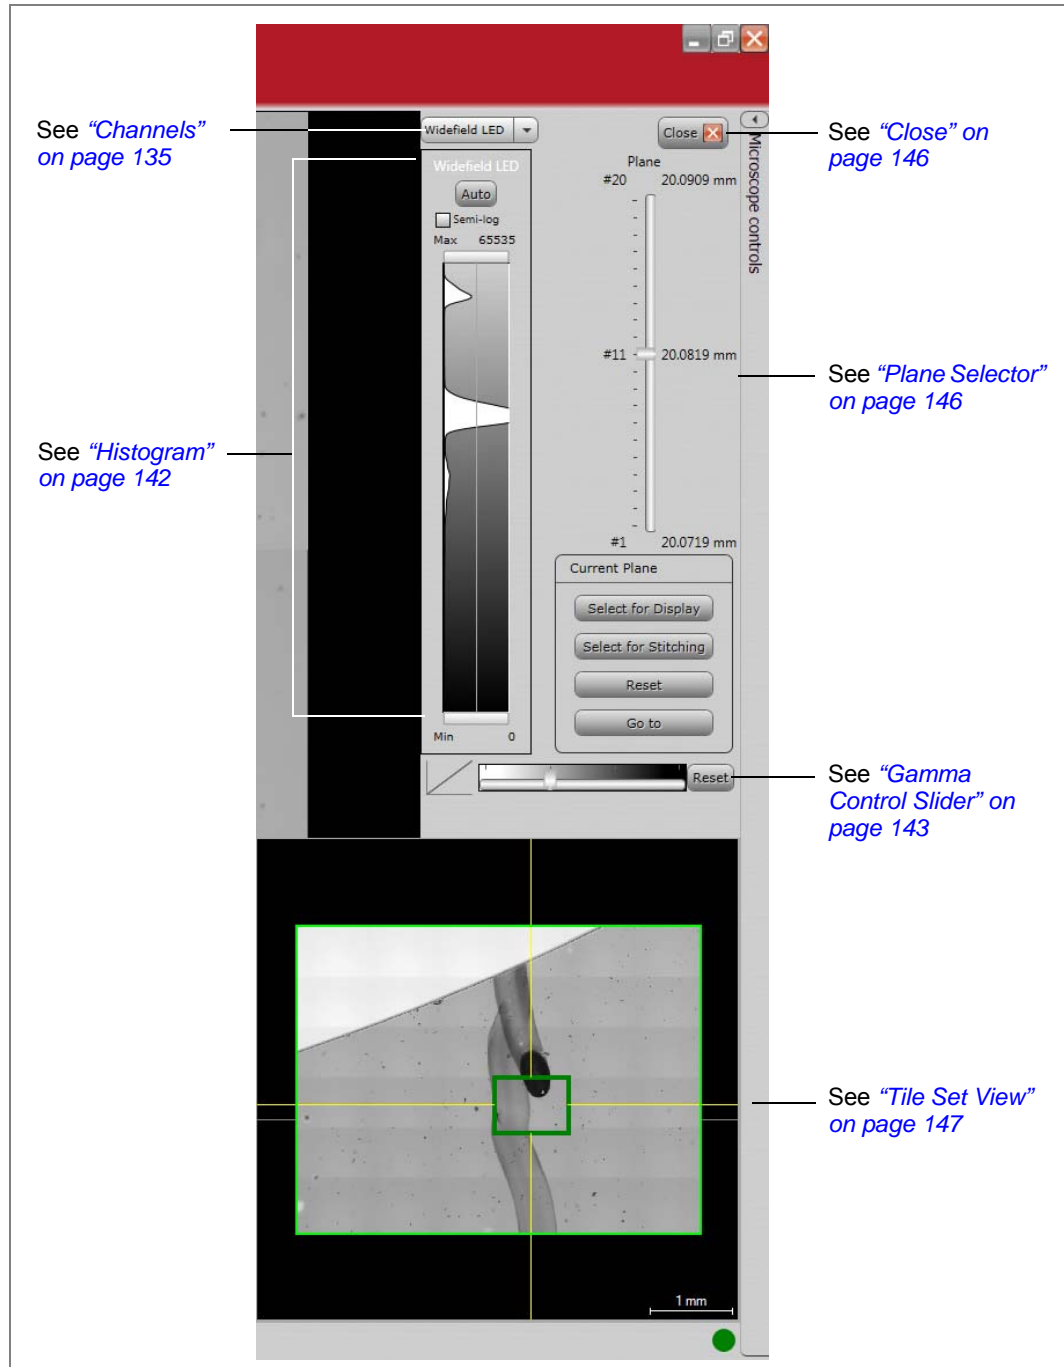 See “Channels”
on page 135
See “Histogram”
on page 142
Widefield LED
Widefield LED
Auto
Semi-log
Max 65535
Min 0
Close
Plane
#20 20.0909 mm
#11 20.0819 mm
#1 20.0719 mm
Current Plane
Select for Display
Select for Stitching
Reset
Go to
Reset
Microscope controls
1 mm
See “Close” on
page 146
See “Plane Selector”
on page 146
See “Gamma
Control Slider” on
page 143
See “Tile Set View”
on page 147